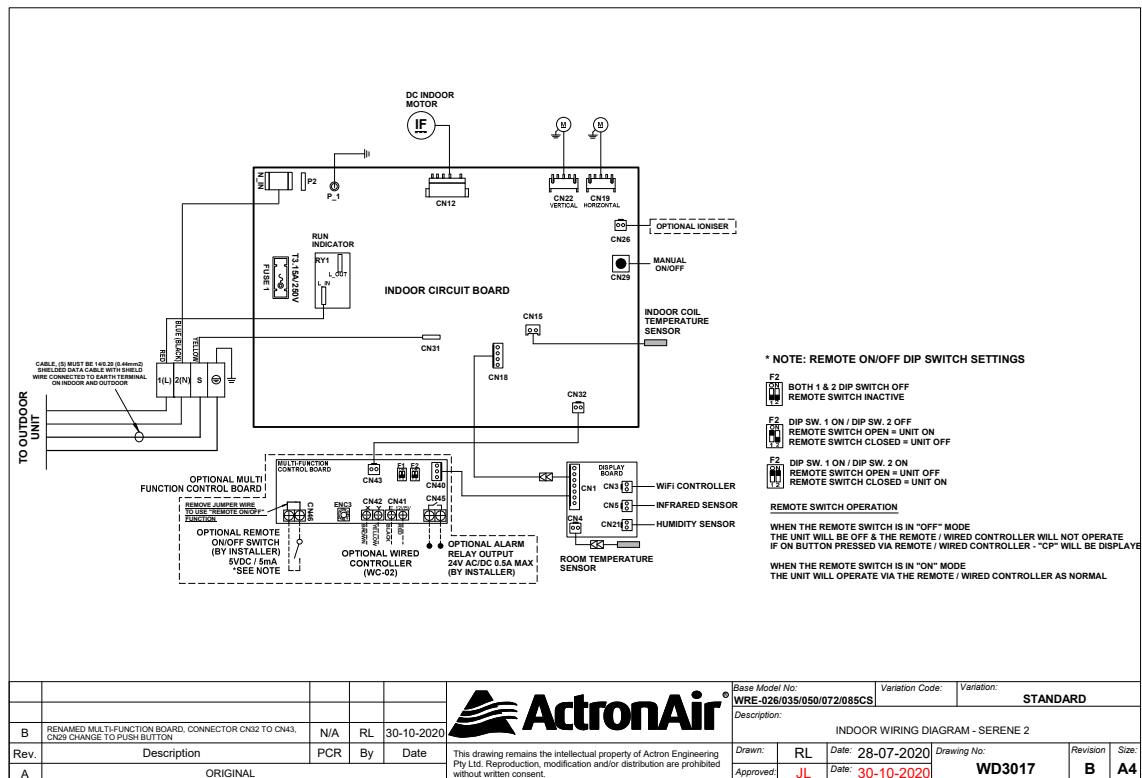 DC INDOOR
MOTOR
IF
M
M
N_IN
P2
P_1
CN12
CN22
VERTICAL
CN19
HORIZONTAL
CN26
OPTIONAL IONISER
RUN
INDICATOR
RY1
L_OUT
L_IN
T3.15A/250V
FUSE 1
INDOOR CIRCUIT BOARD
CN29
MANUAL
ON/OFF
CN15
INDOOR COIL
TEMPERATURE
SENSOR
CN31
CN18
CN32
RED
BLUE(BLACK)
YELLOW
CABLE, (S) MUST BE 14/0.20 (0.44mm2)
SHIELDED DATA CABLE WITH SHIELD
WIRE CONNECTED TO EARTH TERMINAL
ON INDOOR AND OUTDOOR
1(L) 2(N) S
TO OUTDOOR
UNIT
* NOTE: REMOTE ON/OFF DIP SWITCH SETTINGS
F2
ON
1 2
BOTH 1 & 2 DIP SWITCH OFF
REMOTE SWITCH INACTIVE
F2
ON
1 2
DIP SW. 1 ON / DIP SW. 2 OFF
REMOTE SWITCH OPEN = UNIT ON
REMOTE SWITCH CLOSED = UNIT OFF
F2
ON
1 2
DIP SW. 1 ON / DIP SW. 2 ON
REMOTE SWITCH OPEN = UNIT OFF
REMOTE SWITCH CLOSED = UNIT ON
REMOTE SWITCH OPERATION
WHEN THE REMOTE SWITCH IS IN "OFF" MODE
THE UNIT WILL BE OFF & THE REMOTE / WIRED CONTROLLER WILL NOT OPERATE
IF ON BUTTON PRESSED VIA REMOTE / WIRED CONTROLLER - "CP" WILL BE DISPLAYE
WHEN THE REMOTE SWITCH IS IN "ON" MODE
THE UNIT WILL OPERATE VIA THE REMOTE / WIRED CONTROLLER AS NORMAL
OPTIONAL MULTI
FUNCTION CONTROL BOARD
MULTI-FUNCTION
CONTROL BOARD
CN43
F1
F2
CN40
REMOVE JUMPER WIRE
TO USE "REMOTE ON/OFF"
FUNCTION
CN46
ENC3
CN42
CN41
CN45
X
Y
E
12V/5V
BROWN
YELLOW
BLACK
RED
OPTIONAL REMOTE
ON/OFF SWITCH
(BY INSTALLER)
5VDC / 5mA
*SEE NOTE
OPTIONAL WIRED
CONTROLLER
(WC-02)
OPTIONAL ALARM
RELAY OUTPUT
24V AC/DC 0.5A MAX
(BY INSTALLER)
DISPLAY
BOARD
CN1
CN3
WiFi CONTROLLER
CN5
INFRARED SENSOR
CN21
HUMIDITY SENSOR
CN4
ROOM TEMPERATURE
SENSOR
B RENAMED MULTI-FUNCTION BOARD, CONNECTOR CN32 TO CN43,
CN29 CHANGE TO PUSH BUTTON N/A RL 30-10-2020
Rev. Description PCR By Date
A ORIGINAL
ActronAir®
This drawing remains the intellectual property of Actron Engineering
Pty Ltd. Reproduction, modification and/or distribution are prohibited
without written consent.
Base Model No: Variation Code: Variation:
WRE-026/035/050/072/085CS STANDARD
Description:
INDOOR WIRING DIAGRAM - SERENE 2
Drawn: RL Date: 28-07-2020 Drawing No: Revision Size:
Approved: JL Date: 30-10-2020 WD3017 B A4